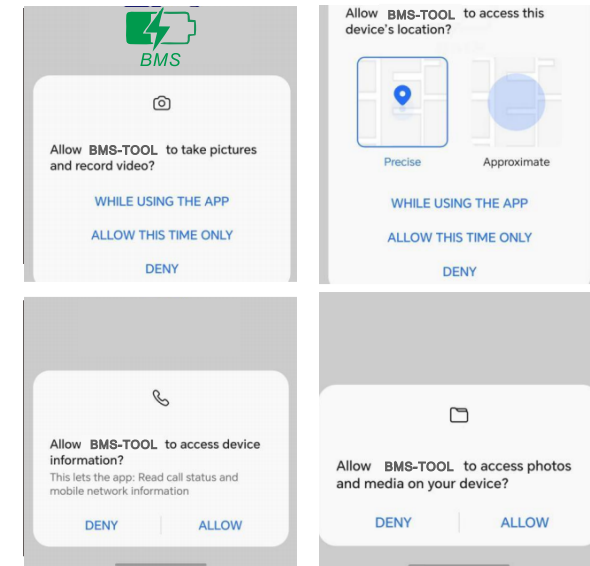 BMS
Allow BMS-TOOL to take pictures
and record video?
WHILE USING THE APP
ALLOW THIS TIME ONLY
DENY
Allow BMS-TOOL to access this
device's location?
Precise
Approximate
WHILE USING THE APP
ALLOW THIS TIME ONLY
DENY
Allow BMS-TOOL to access device
information?
This lets the app: Read call status and
mobile network information
DENY
ALLOW
Allow BMS-TOOL to access photos
and media on your device?
DENY
ALLOW